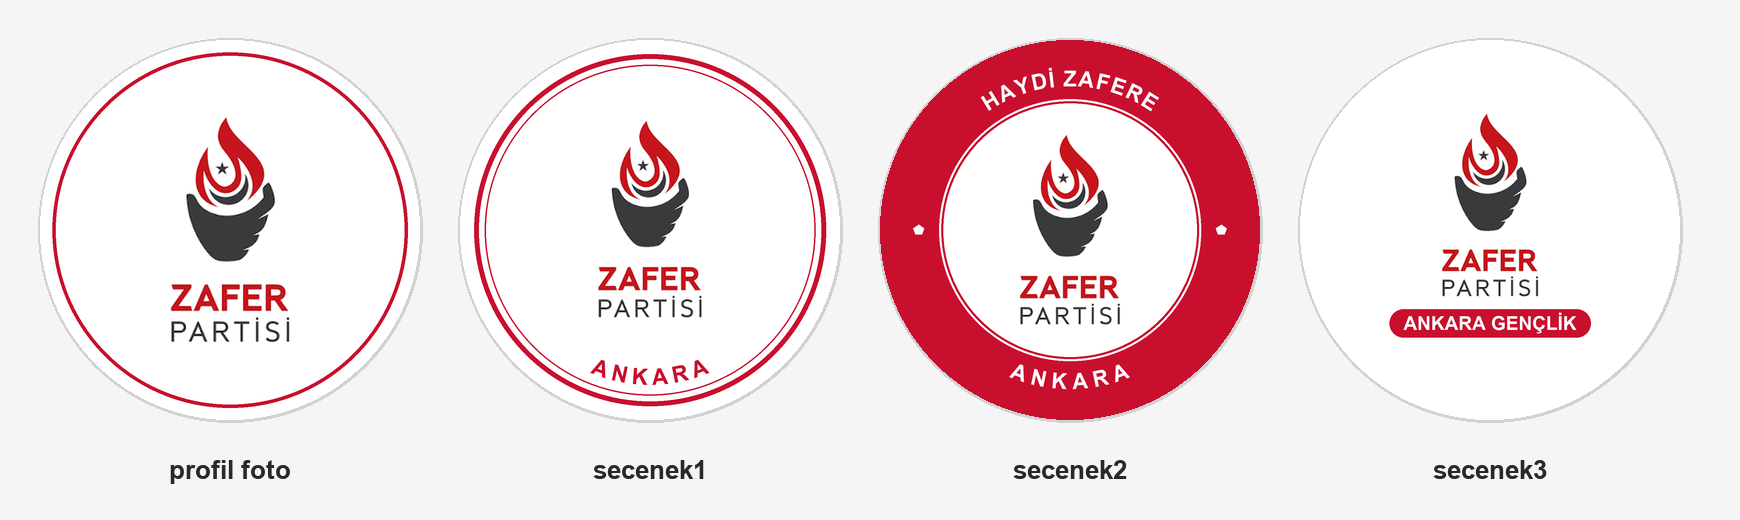 ZAFER
PARTİSİ
profil foto
ZAFER
PARTİSİ
ANKARA
secenek1
HAYDİ ZAFERE
ZAFER
PARTİSİ
ANKARA
secenek2
ZAFER
PARTİSİ
ANKARA GENÇLİK
secenek3